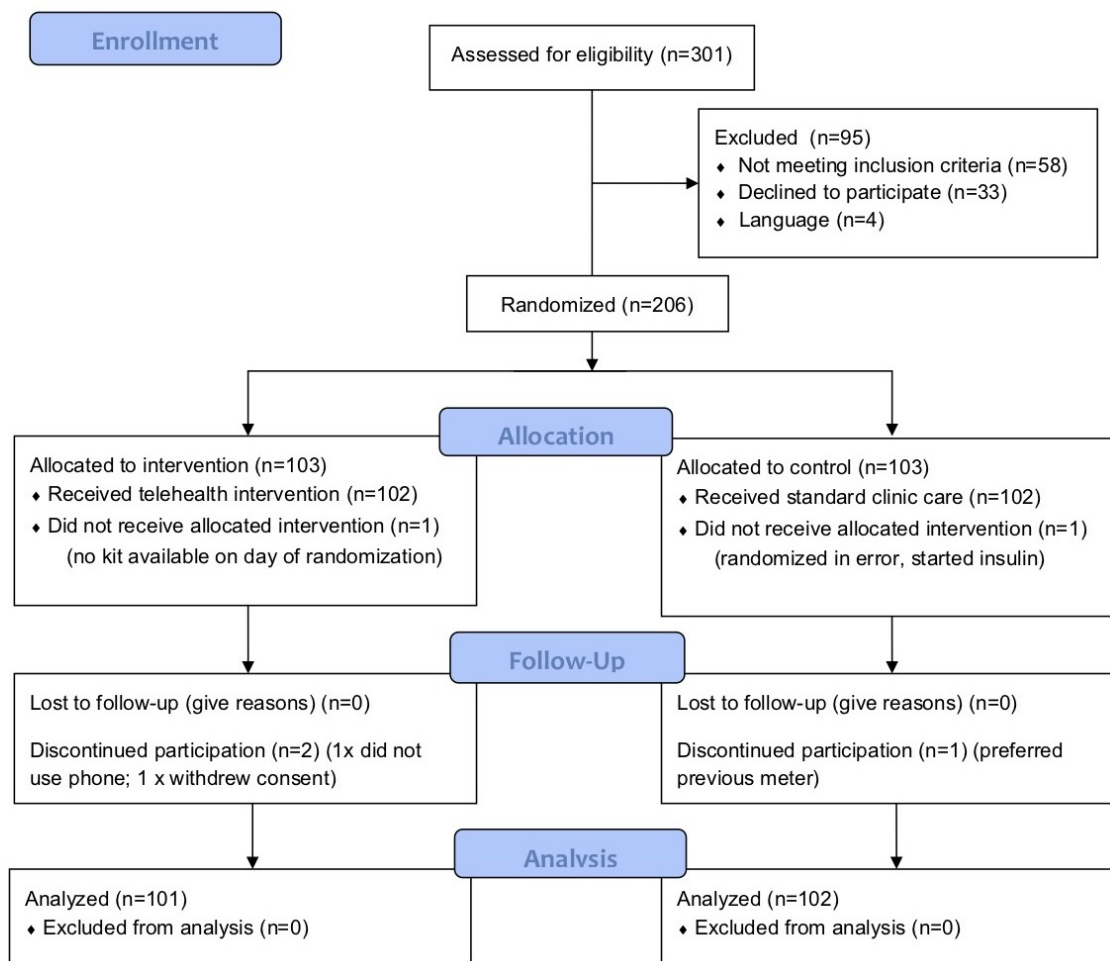 Enrollment
Assessed for eligibility (n=301)
Excluded (n=95)
♦ Not meeting inclusion criteria (n=58)
♦ Declined to participate (n=33)
♦ Language (n=4)
Randomized (n=206)
Allocation
Allocated to intervention (n=103)
♦ Received telehealth intervention (n=102)
♦ Did not receive allocated intervention (n=1)
(no kit available on day of randomization)
Allocated to control (n=103)
♦ Received standard clinic care (n=102)
♦ Did not receive allocated intervention (n=1)
(randomized in error, started insulin)
Follow-Up
Lost to follow-up (give reasons) (n=0)
Discontinued participation (n=2) (1x did not
use phone; 1 x withdrew consent)
Lost to follow-up (give reasons) (n=0)
Discontinued participation (n=1) (preferred
previous meter)
Analysis
Analyzed (n=101)
♦ Excluded from analysis (n=0)
Analyzed (n=102)
♦ Excluded from analysis (n=0)